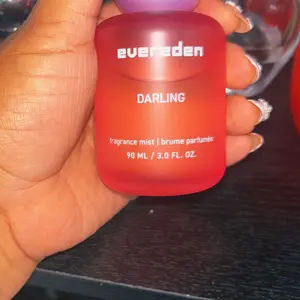 evereden
DARLING
fragrance mist | brume parfumée
90 ML / 3.0 FL. OZ.